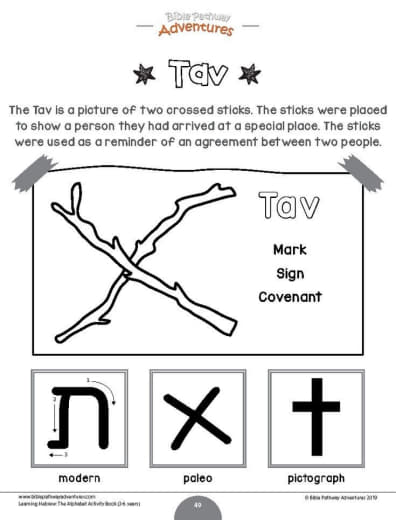 Bible Pathway
Adventures
Tav
The Tav is a picture of two crossed sticks. The sticks were placed
to show a person they had arrived at a special place. The sticks
were used as a reminder of an agreement between two people.
Tav
Mark
Sign
Covenant
1
2
3
ת
modern
paleo
pictograph
www.biblepathwayadventures.com
Learning Hebrew: The Alphabet Activity Book (3-6 years)
49
© Bible Pathway Adventures 2019